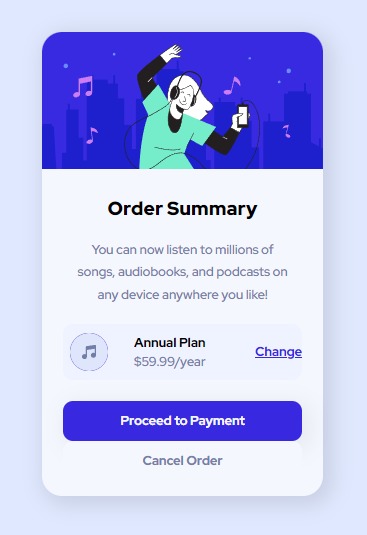 Order Summary
You can now listen to millions of
songs, audiobooks, and podcasts on
any device anywhere you like!
Annual Plan
$59.99/year
Change
Proceed to Payment
Cancel Order